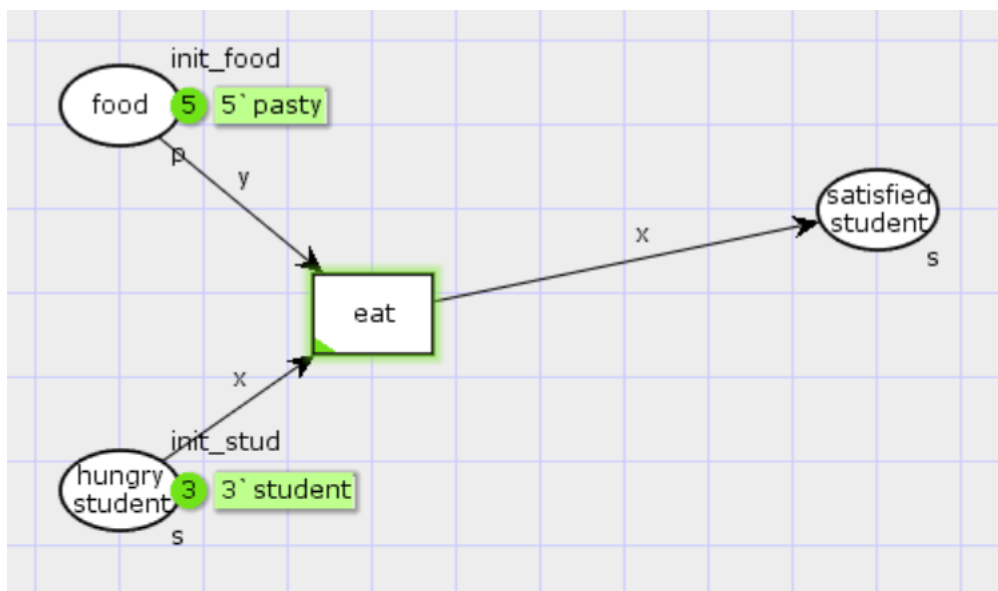 init_food
food
5
5`pasty
p
y
satisfied
student
x
s
eat
x
init_stud
hungry
student
3
3`student
s